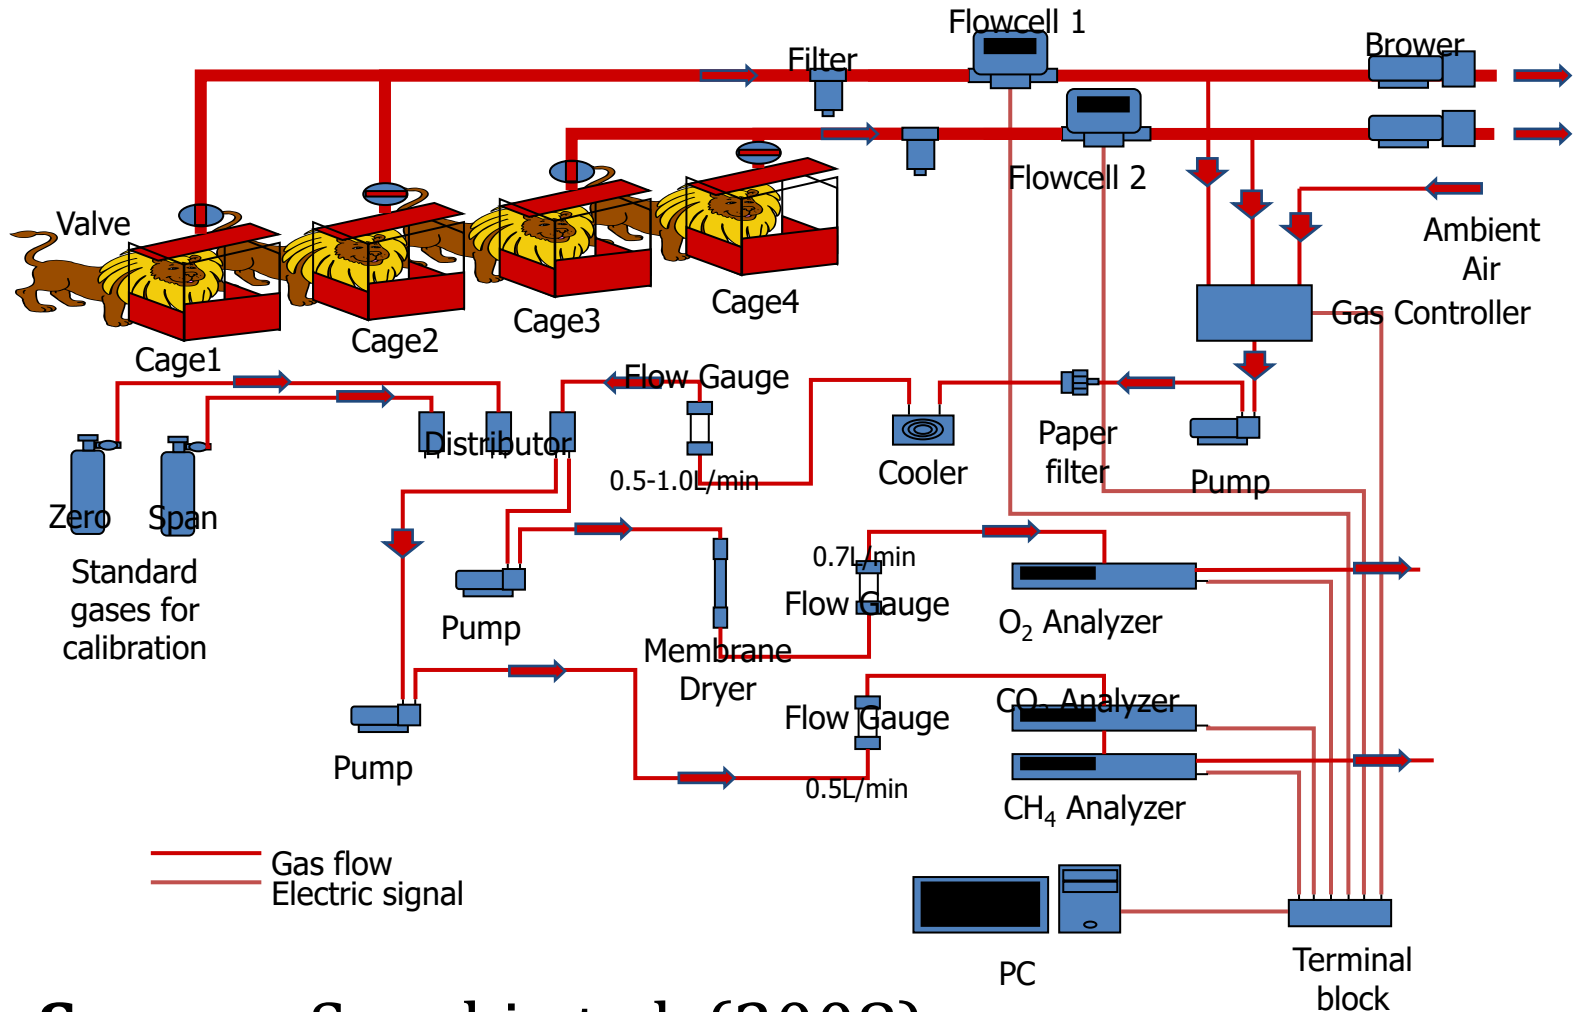 Flowcell 1
Filter
Brower
Flowcell 2
Valve
Ambient
Air
Cage4
Cage3
Cage2
Cage1
Gas Controller
Flow Gauge
Distributor
0.5-1.0L/min
Cooler
Paper
filter
Pump
Zero
Span
Standard
gases for
calibration
0.7L/min
Flow Gauge
O₂ Analyzer
Pump
Membrane
Dryer
CO₂ Analyzer
Flow Gauge
Pump
0.5L/min
CH₄ Analyzer
Gas flow
Electric signal
PC
Terminal
block
(2008)